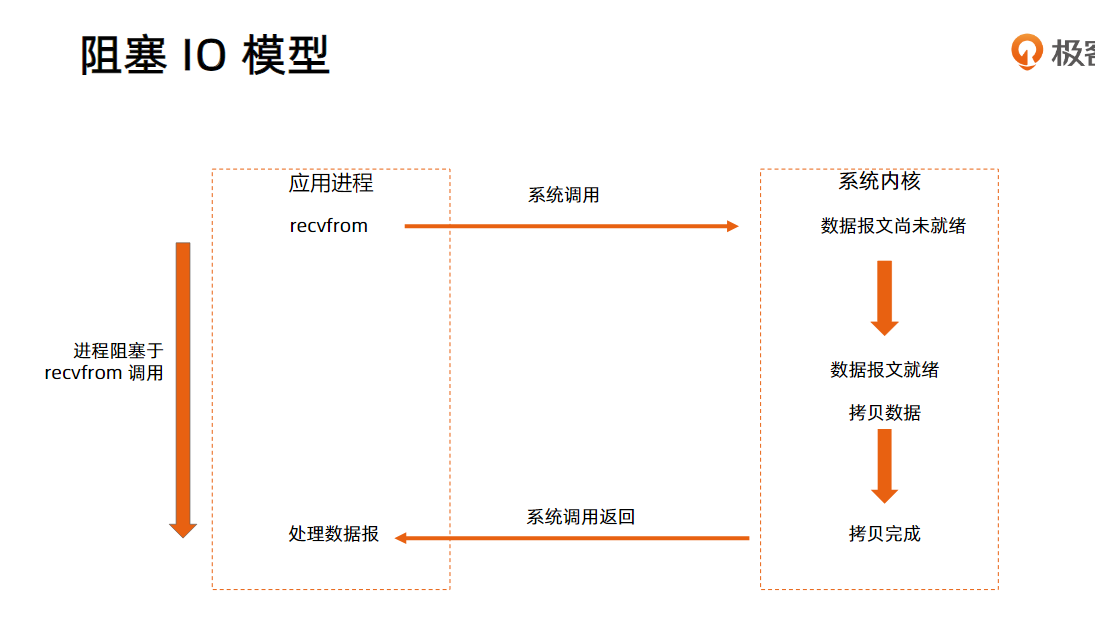 阻塞 IO 模型
极客
应用进程
系统内核
recvfrom
系统调用
数据报文尚未就绪
进程阻塞于
recvfrom 调用
数据报文就绪
拷贝数据
处理数据报
系统调用返回
拷贝完成